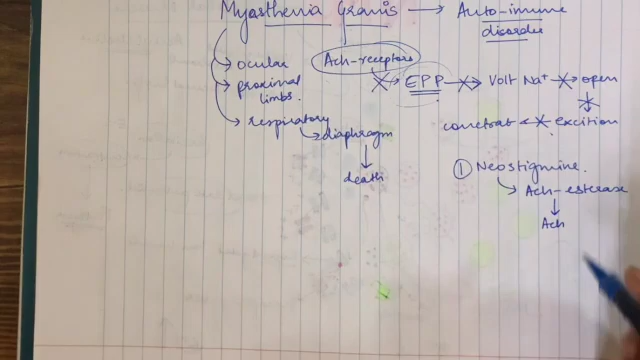 Myasthenia Gravis → Auto-immune
disorder
→ ocular
Ach-receptors
→ proximal
limbs.
EPP Volt Na+ open
→ respiratory
contrat excition
→ diaphragm
death
① Neostigmine.
→ Ach-esterase
Ach